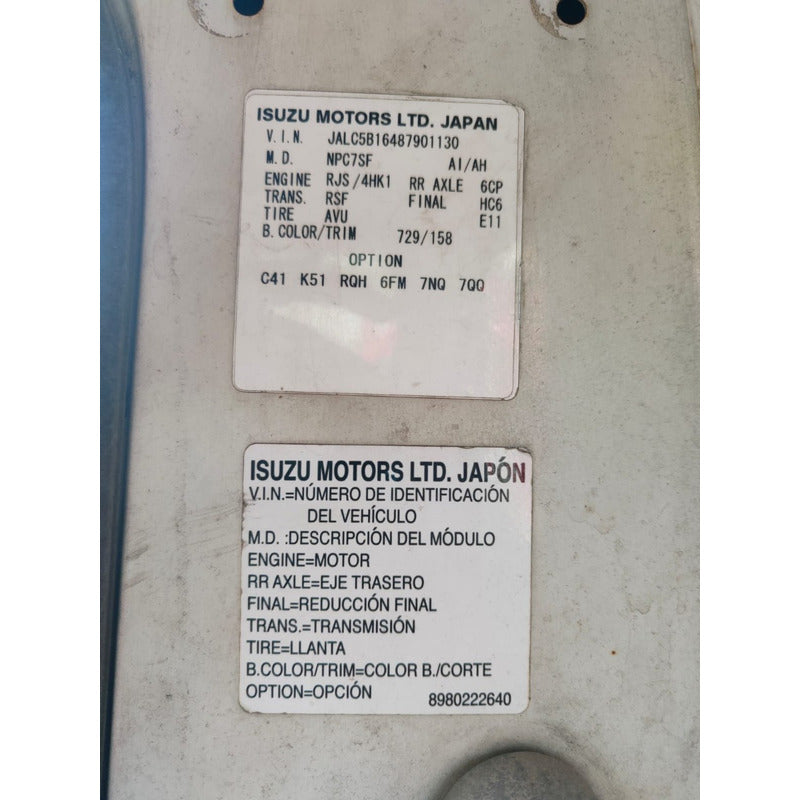 ISUZU MOTORS LTD. JAPAN
V.I.N. JALC5B16487901130
M.D. NPC7SF AI/AH
ENGINE RJS/4HK1 RR AXLE 6CP
TRANS. RSF FINAL HC6
TIRE AVU E11
B.COLOR/TRIM 729/158
OPTION
C41 K51 RQH 6FM 7NQ 7QQ
ISUZU MOTORS LTD. JAPÓN
V.I.N.=NÚMERO DE IDENTIFICACIÓN
DEL VEHÍCULO
M.D. :DESCRIPCIÓN DEL MÓDULO
ENGINE=MOTOR
RR AXLE=EJE TRASERO
FINAL=REDUCCIÓN FINAL
TRANS.=TRANSMISIÓN
TIRE=LLANTA
B.COLOR/TRIM=COLOR B./CORTE
OPTION=OPCIÓN 8980222640